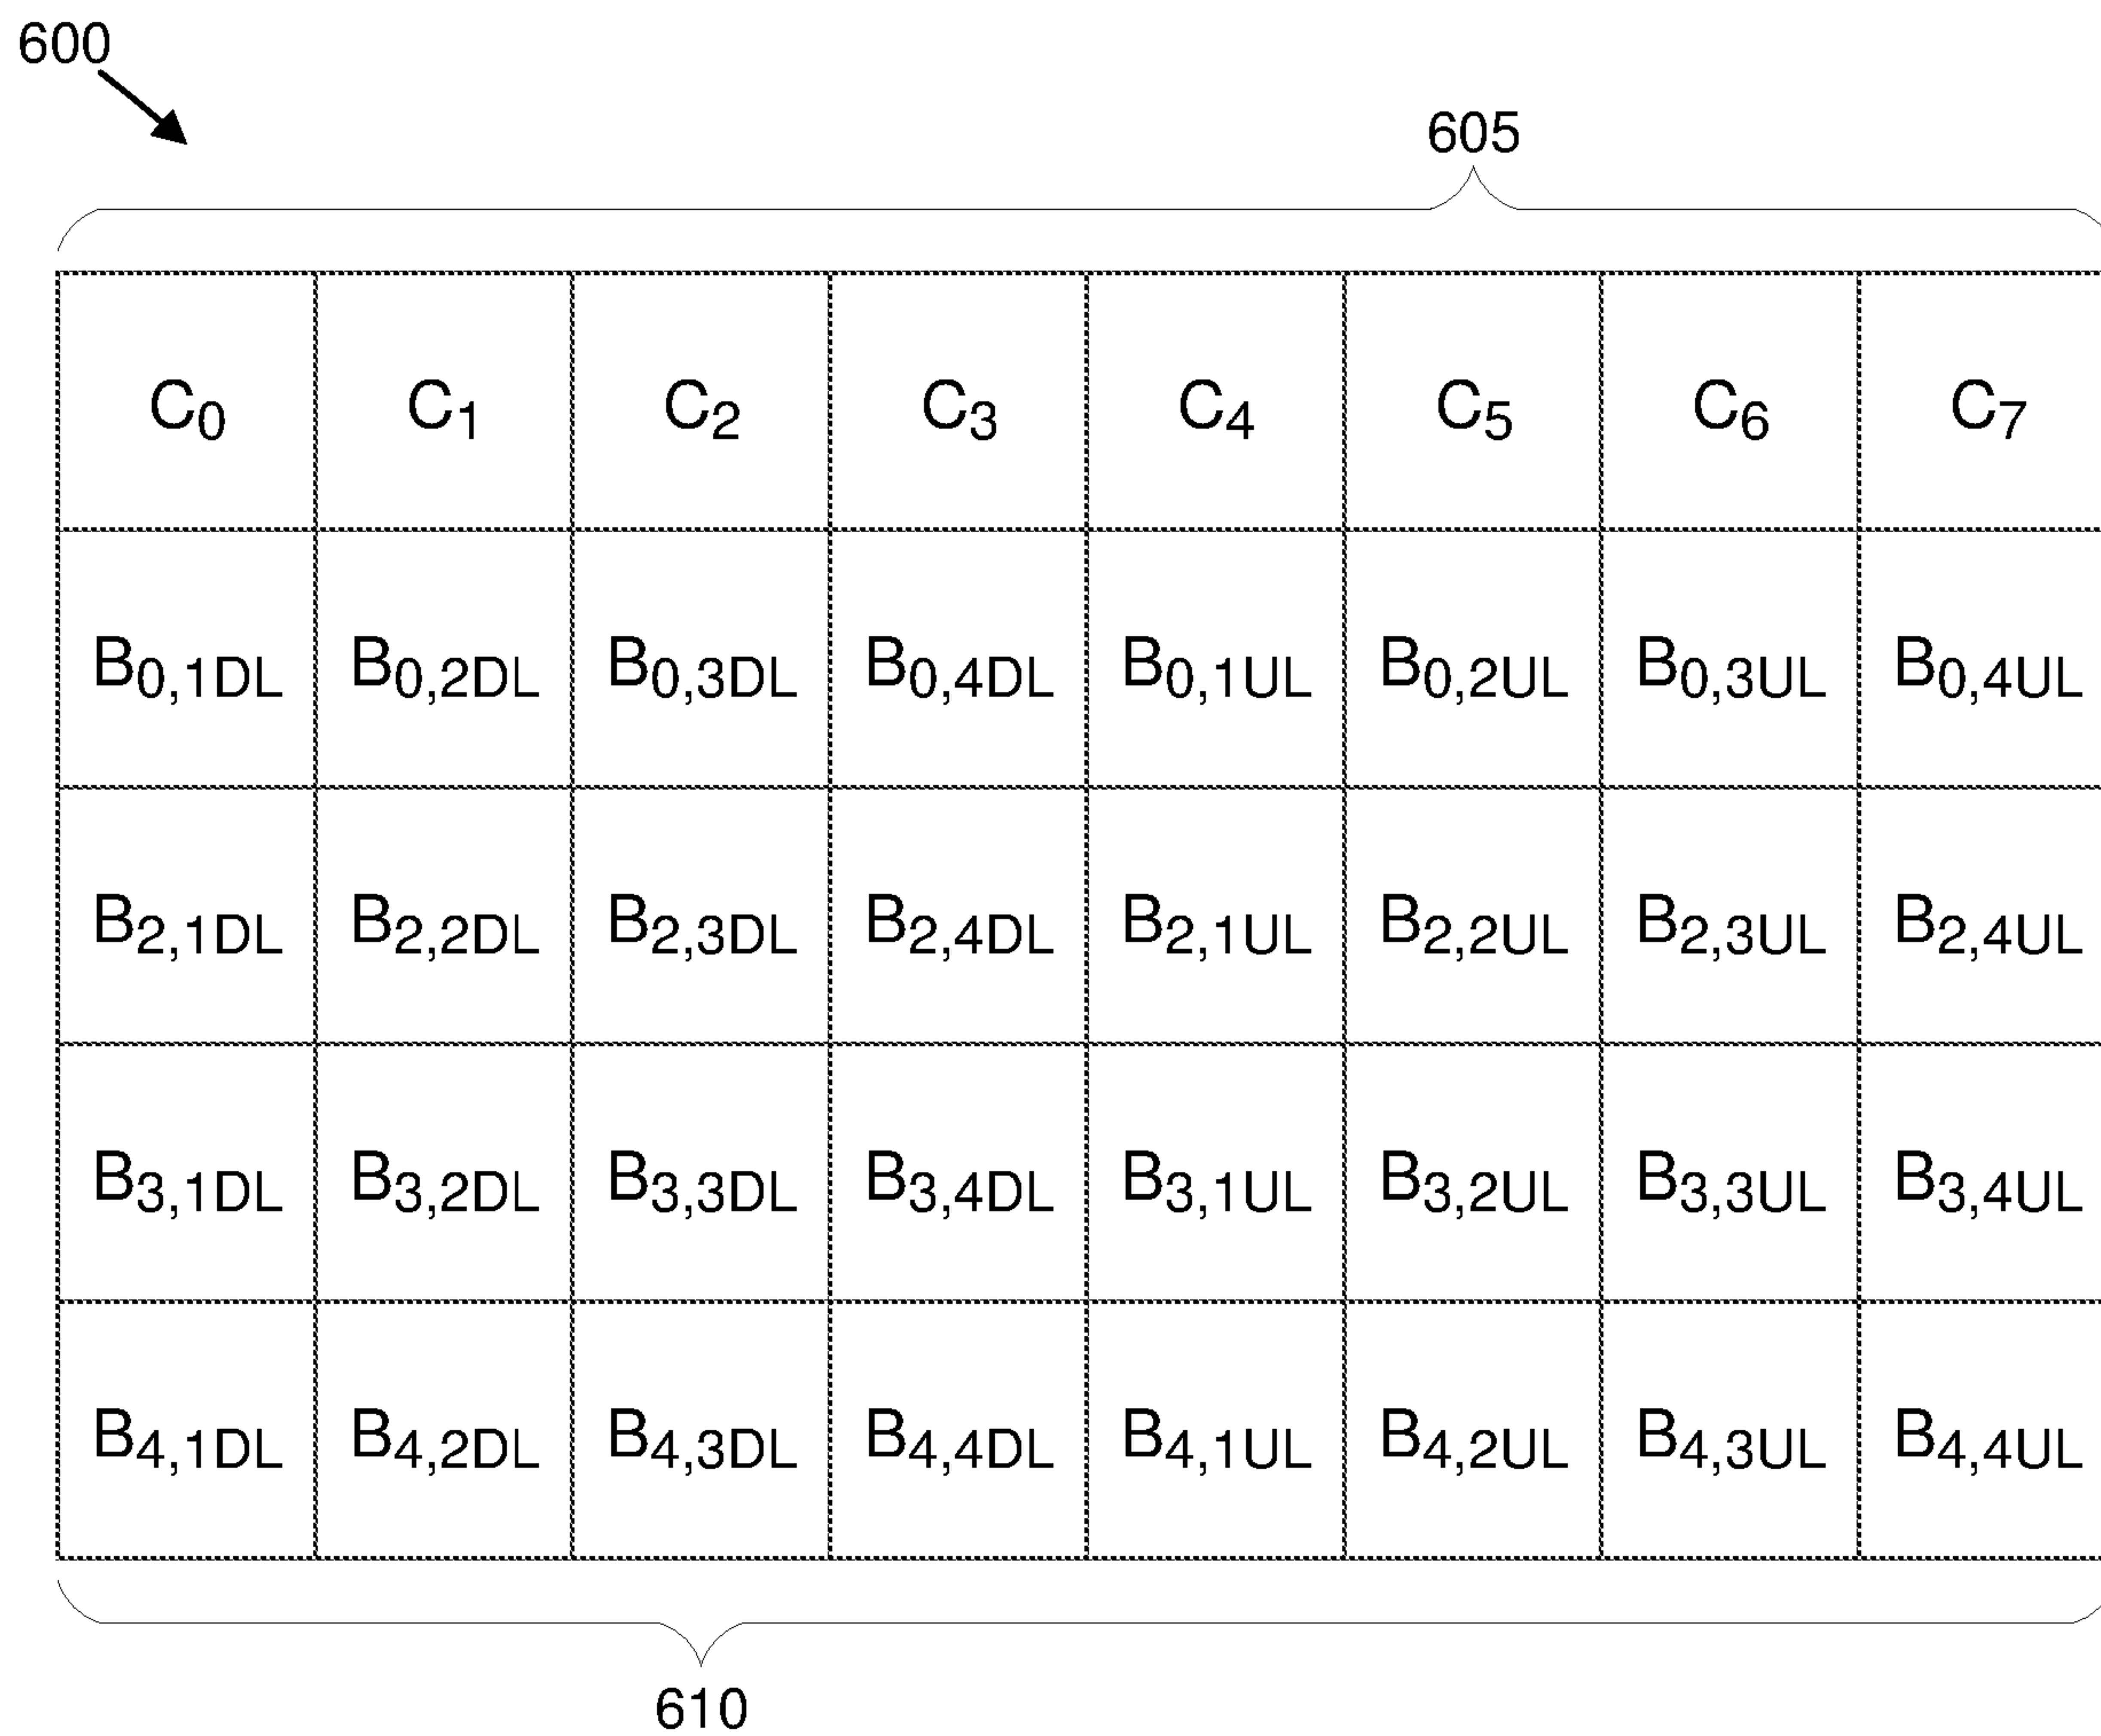 600
605
C0 C1 C2 C3 C4 C5 C6 C7
B0,1DL B0,2DL B0,3DL B0,4DL B0,1UL B0,2UL B0,3UL B0,4UL
B2,1DL B2,2DL B2,3DL B2,4DL B2,1UL B2,2UL B2,3UL B2,4UL
B3,1DL B3,2DL B3,3DL B3,4DL B3,1UL B3,2UL B3,3UL B3,4UL
B4,1DL B4,2DL B4,3DL B4,4DL B4,1UL B4,2UL B4,3UL B4,4UL
610